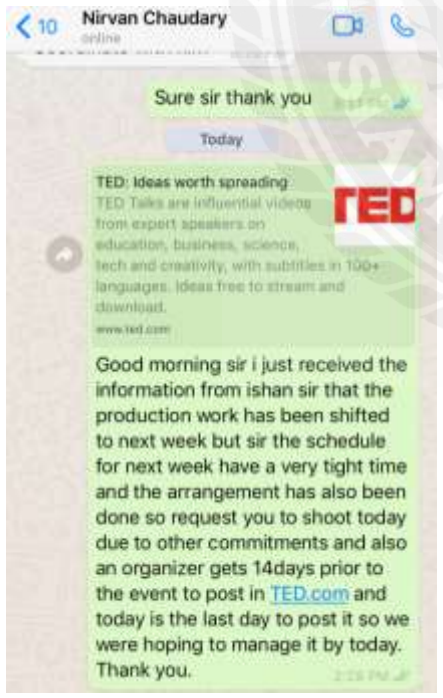 10
Nirvan Chaudary
online
Sure sir thank you
Today
TED: Ideas worth spreading
TED Talks are influential videos
from expert speakers on
education, business, science,
tech and creativity, with subtitles in 100+
languages. Ideas free to stream and
download.
www.ted.com
TED
Good morning sir i just received the
information from ishan sir that the
production work has been shifted
to next week but sir the schedule
for next week have a very tight time
and the arrangement has also been
done so request you to shoot today
due to other commitments and also
an organizer gets 14days prior to
the event to post in TED.com and
today is the last day to post it so we
were hoping to manage it by today.
Thank you.